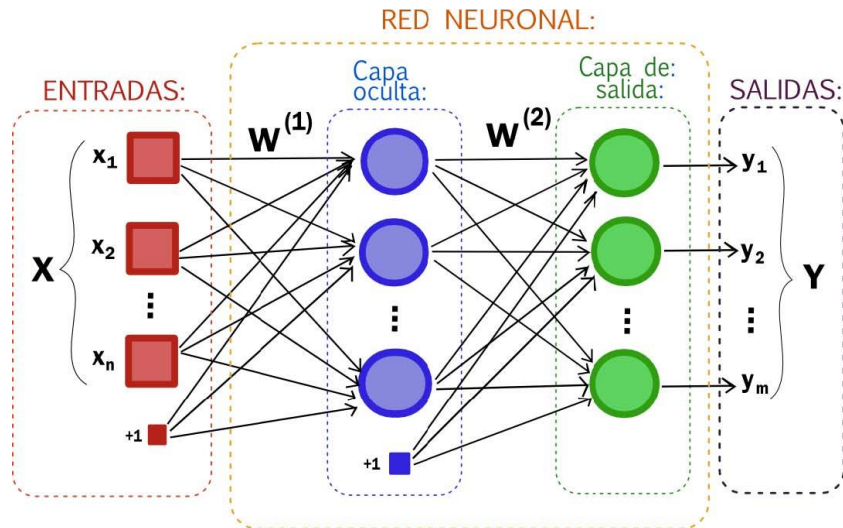 RED NEURONAL:
ENTRADAS:
Capa
oculta:
Capa de:
salida:
SALIDAS:
W(1)
W(2)
x1
x2
⋮
xn
X
+1
⋮
+1
⋮
y1
y2
⋮
ym
Y